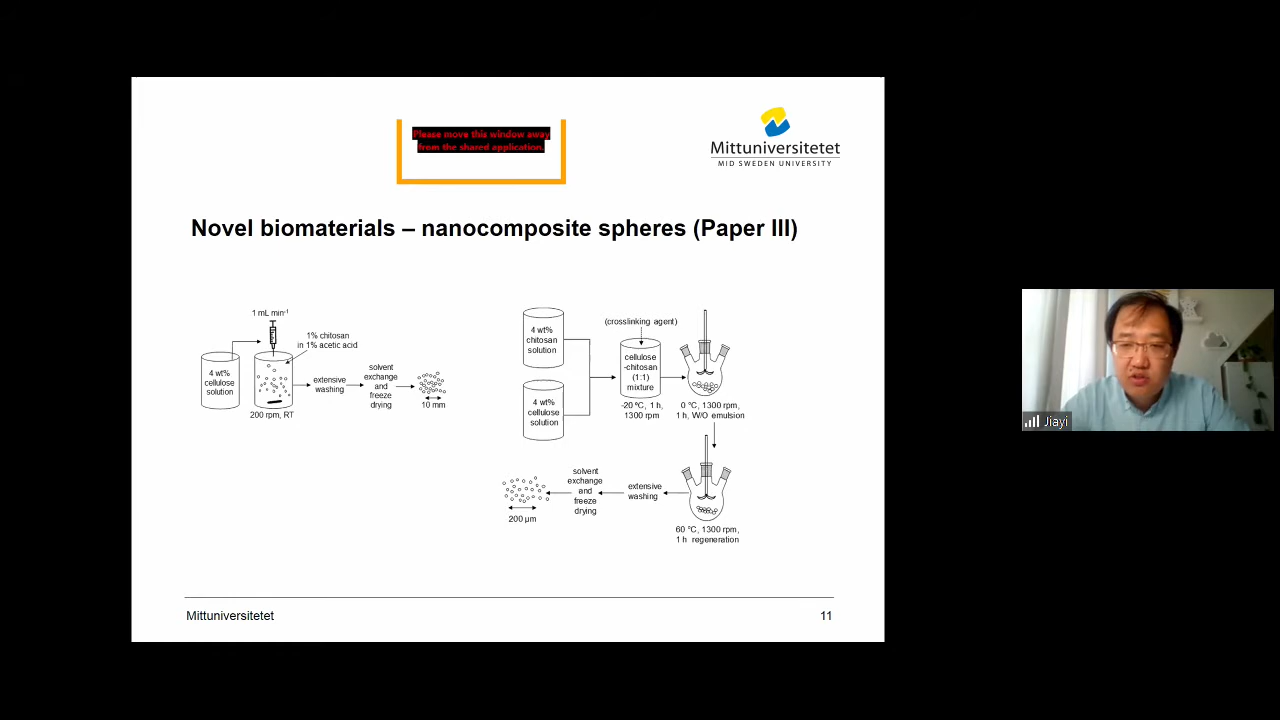 Please move this window away
from the shared application.
Mittuniversitetet
MID SWEDEN UNIVERSITY
Novel biomaterials – nanocomposite spheres (Paper III)
1 mL min⁻¹
1% chitosan
in 1% acetic acid
4 wt%
cellulose
solution
200 rpm, RT
extensive
washing
solvent
exchange
and
freeze
drying
10 mm
4 wt%
chitosan
solution
4 wt%
cellulose
solution
(crosslinking agent)
cellulose
-chitosan
(1:1)
mixture
-20 ºC, 1 h,
1300 rpm
0 °C, 1300 rpm,
1 h, W/O emulsion
60 °C, 1300 rpm,
1 h regeneration
extensive
washing
solvent
exchange
and
freeze
drying
200 µm
Mittuniversitetet
11
Jiayi